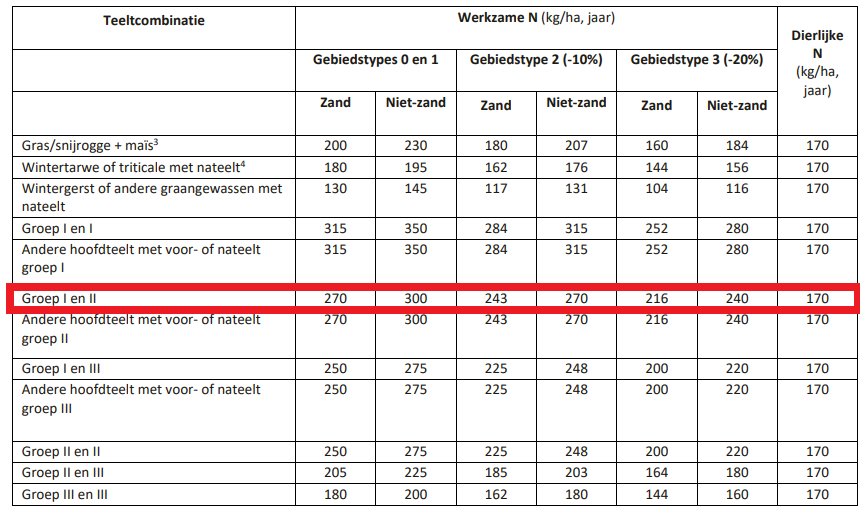 Teeltcombinatie Werkzame N (kg/ha, jaar) Dierlijke N (kg/ha, jaar)
Gebiedstypes 0 en 1 Gebiedstype 2 (-10%) Gebiedstype 3 (-20%)
Zand Niet-zand Zand Niet-zand Zand Niet-zand
Gras/snijrogge + maïs³ 200 230 180 207 160 184 170
Wintertarwe of triticale met nateelt⁴ 180 195 162 176 144 156 170
Wintergerst of andere graangewassen met 130 145 117 131 104 116 170
nateelt
Groep I en I 315 350 284 315 252 280 170
Andere hoofdteelt met voor- of nateelt 315 350 284 315 252 280 170
groep I
Groep I en II 270 300 243 270 216 240 170
Andere hoofdteelt met voor- of nateelt 270 300 243 270 216 240 170
groep II
Groep I en III 250 275 225 248 200 220 170
Andere hoofdteelt met voor- of nateelt 250 275 225 248 200 220 170
groep III
Groep II en II 250 275 225 248 200 220 170
Groep II en III 205 225 185 203 164 180 170
Groep III en III 180 200 162 180 144 160 170